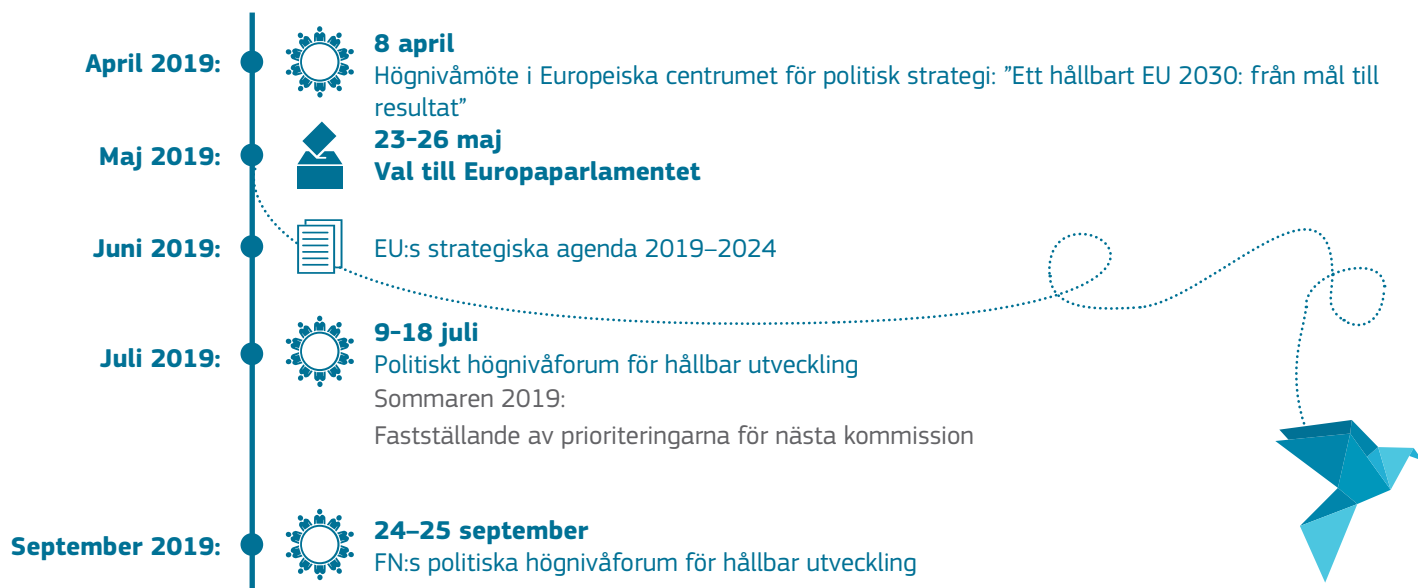 April 2019:
8 april
Högnivåmöte i Europeiska centrumet för politisk strategi: ”Ett hållbart EU 2030: från mål till
resultat”
Maj 2019:
23-26 maj
Val till Europaparlamentet
Juni 2019:
EU:s strategiska agenda 2019–2024
Juli 2019:
9-18 juli
Politiskt högnivåforum för hållbar utveckling
Sommaren 2019:
Fastställande av prioriteringarna för nästa kommission
September 2019:
24–25 september
FN:s politiska högnivåforum för hållbar utveckling